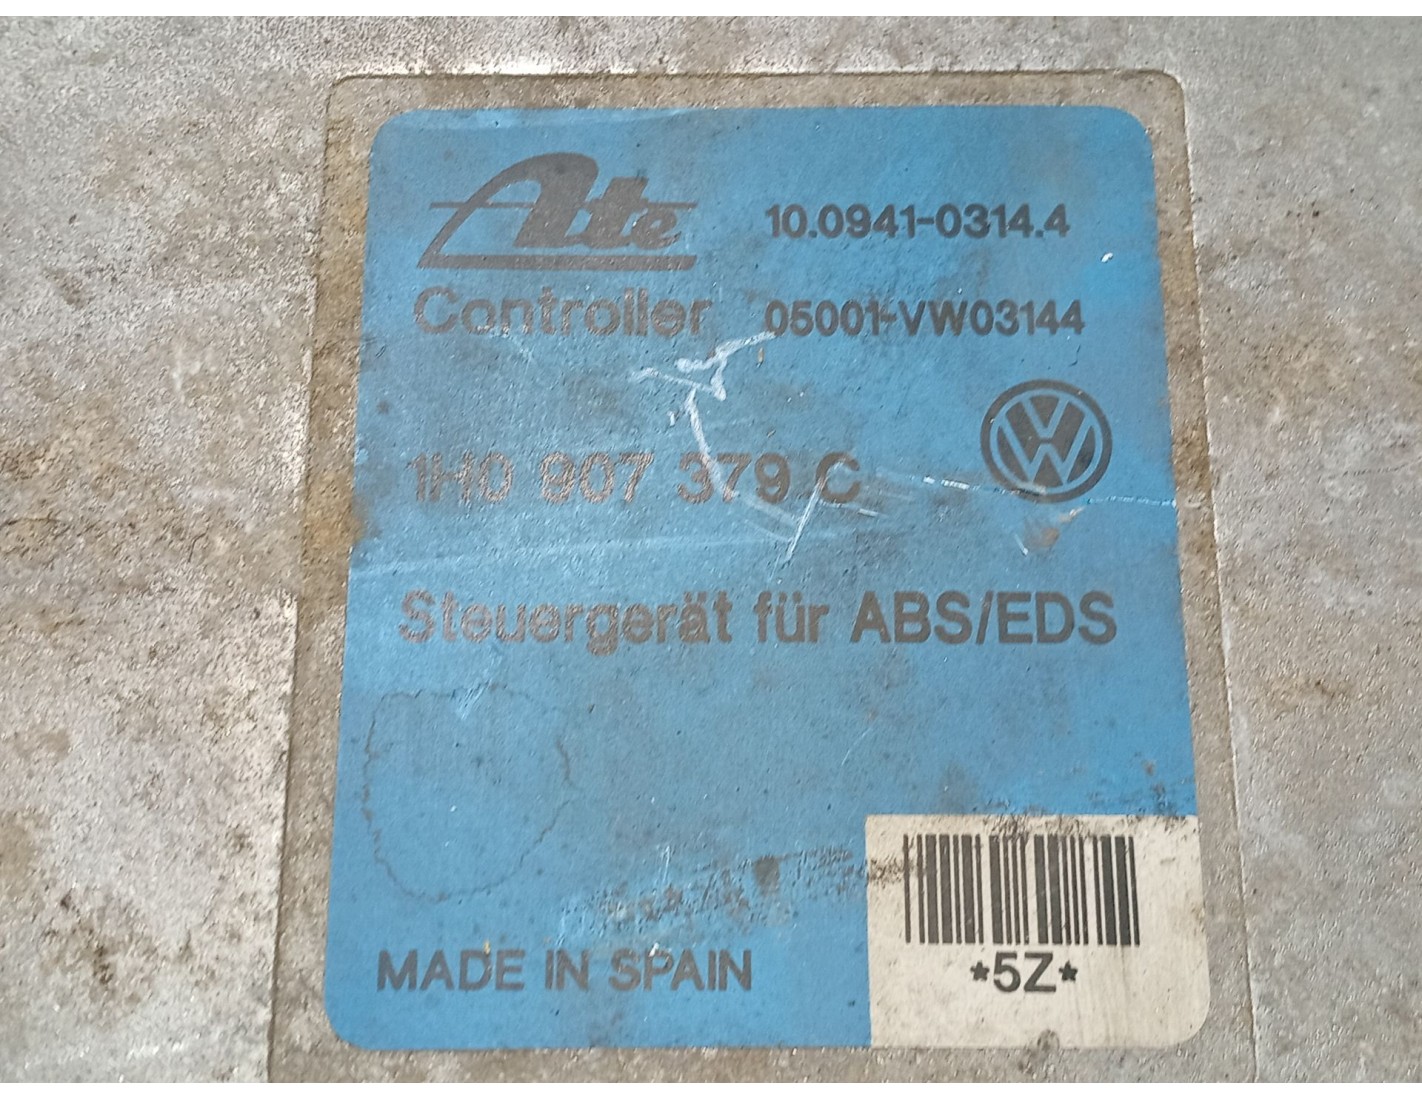 Ate 10.0941-0314.4
Controller 05001-VW03144
VW
1H0 907 379 C
Steuergerät für ABS/EDS
MADE IN SPAIN
*5Z*